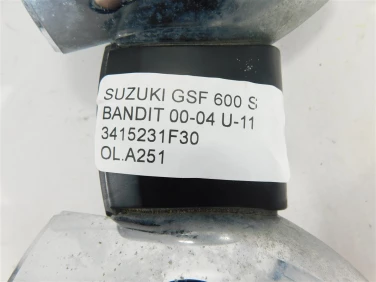 SUZUKI GSF 600 S
BANDIT 00-04 U-11
3415231F30
OL.A251